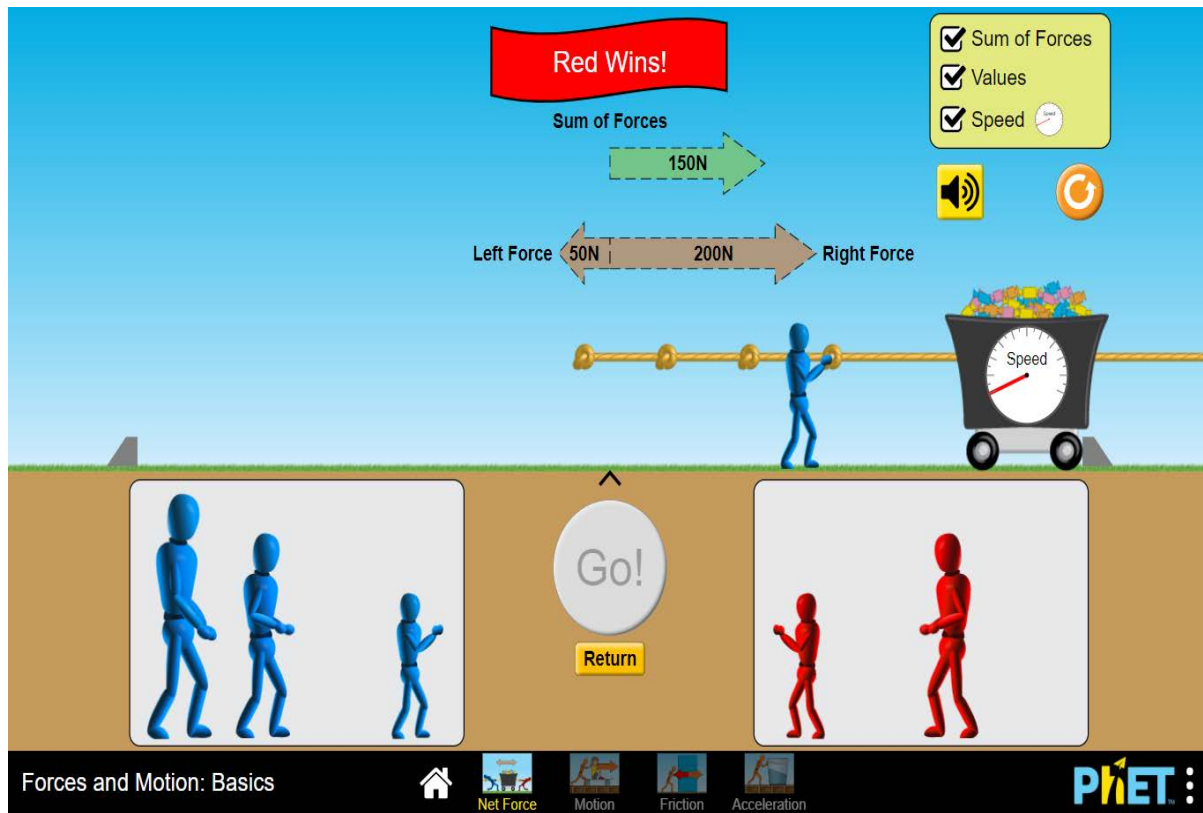 Red Wins!
Sum of Forces
150N
Left Force
50N
200N
Right Force
Sum of Forces
Values
Speed
Speed
Go!
Return
Forces and Motion: Basics
Net Force
Motion
Friction
Acceleration
PhET